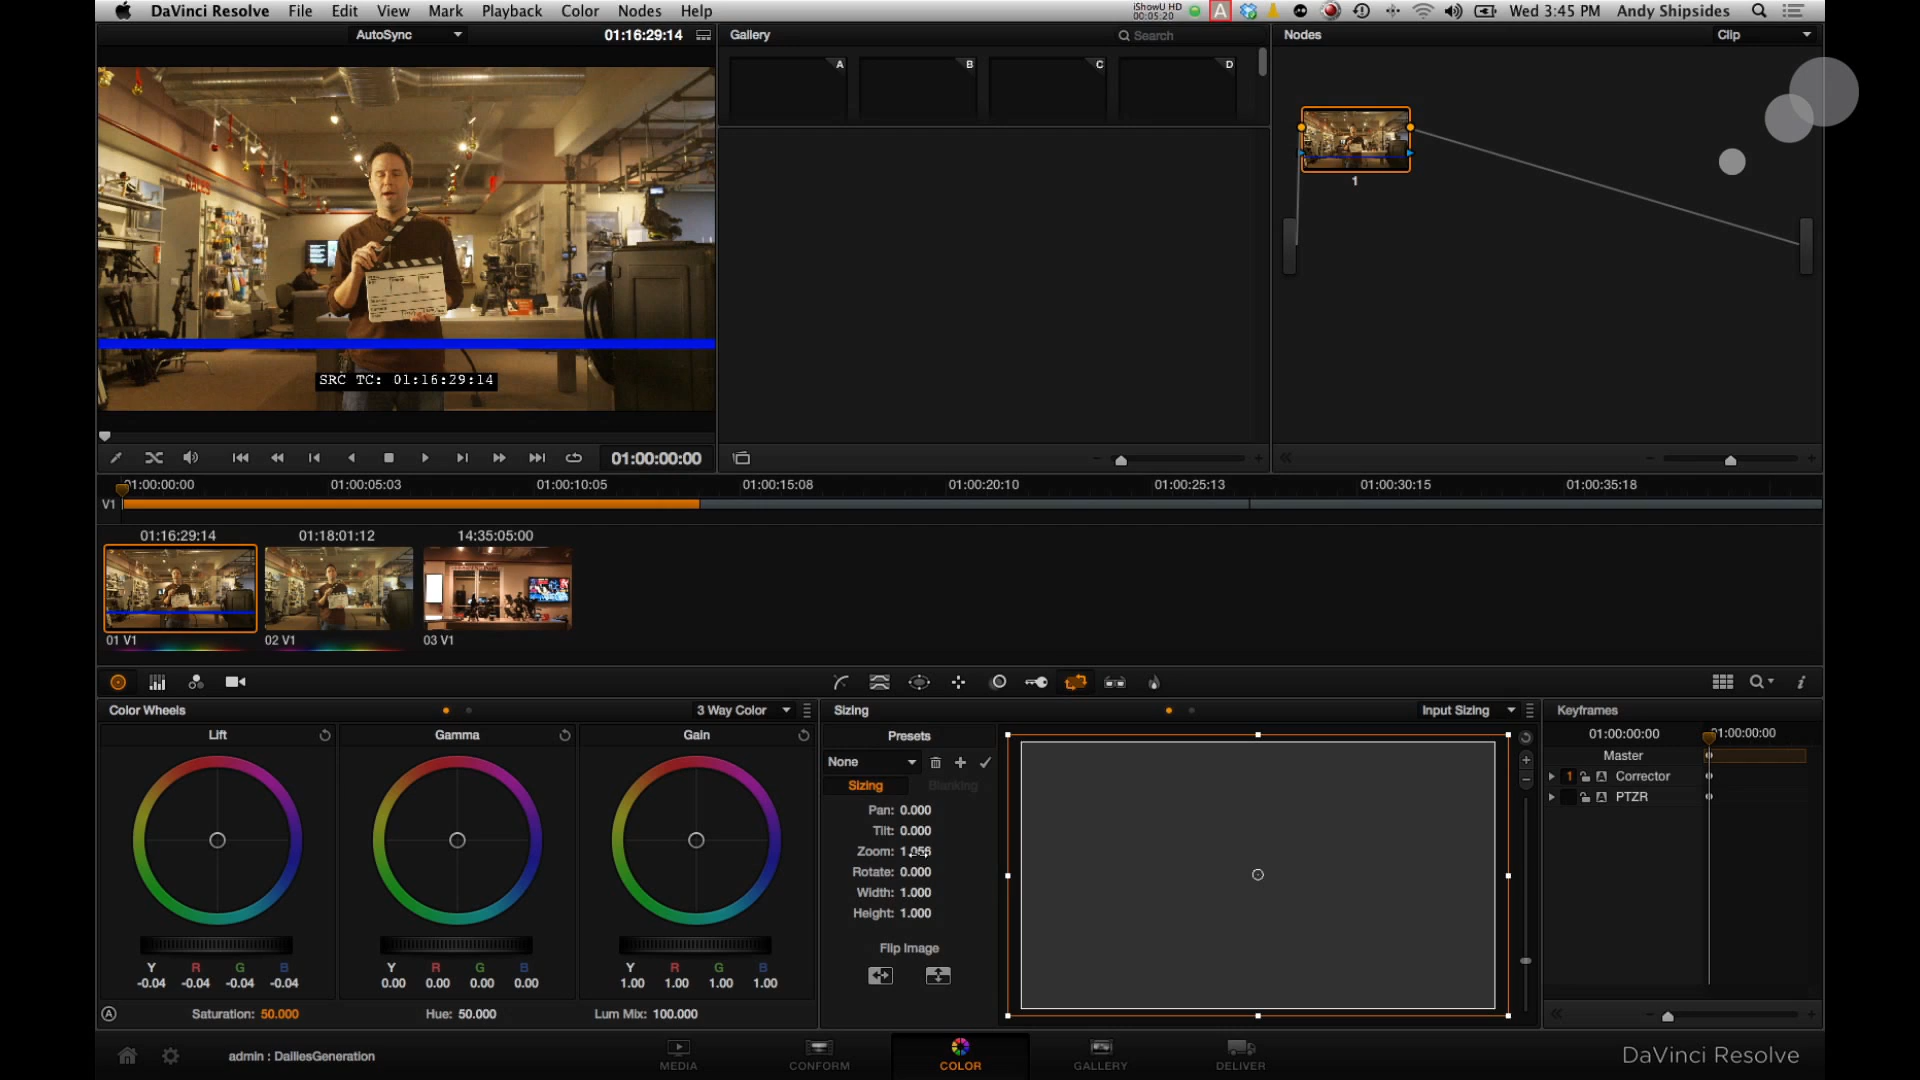 DaVinci Resolve File Edit View Mark Playback Color Nodes Help
iShowU HD
00:05:20
Wed 3:45 PM Andy Shipsides
AutoSync 01:16:29:14
Gallery Search
Nodes Clip
A B C D
1
SRC TC: 01:16:29:14
01:00:00:00
01:00:00:00 01:00:05:03 01:00:10:05 01:00:15:08 01:00:20:10 01:00:25:13 01:00:30:15 01:00:35:18
V1
01:16:29:14 01:18:01:12 14:35:05:00
01 V1 02 V1 03 V1
Color Wheels 3 Way Color
Lift Gamma Gain
Y R G B Y R G B Y R G B
-0.04 -0.04 -0.04 -0.04 0.00 0.00 0.00 0.00 1.00 1.00 1.00 1.00
A Saturation: 50.000 Hue: 50.000 Lum Mix: 100.000
Sizing Input Sizing
Presets
None
Sizing Blanking
Pan: 0.000
Tilt: 0.000
Zoom:
Rotate: 0.000
Width: 1.000
Height: 1.000
Flip Image
Keyframes
01:00:00:00 01:00:00:00
Master
1 A Corrector
A PTZR
admin : DailiesGeneration
MEDIA CONFORM COLOR GALLERY DELIVER
DaVinci Resolve